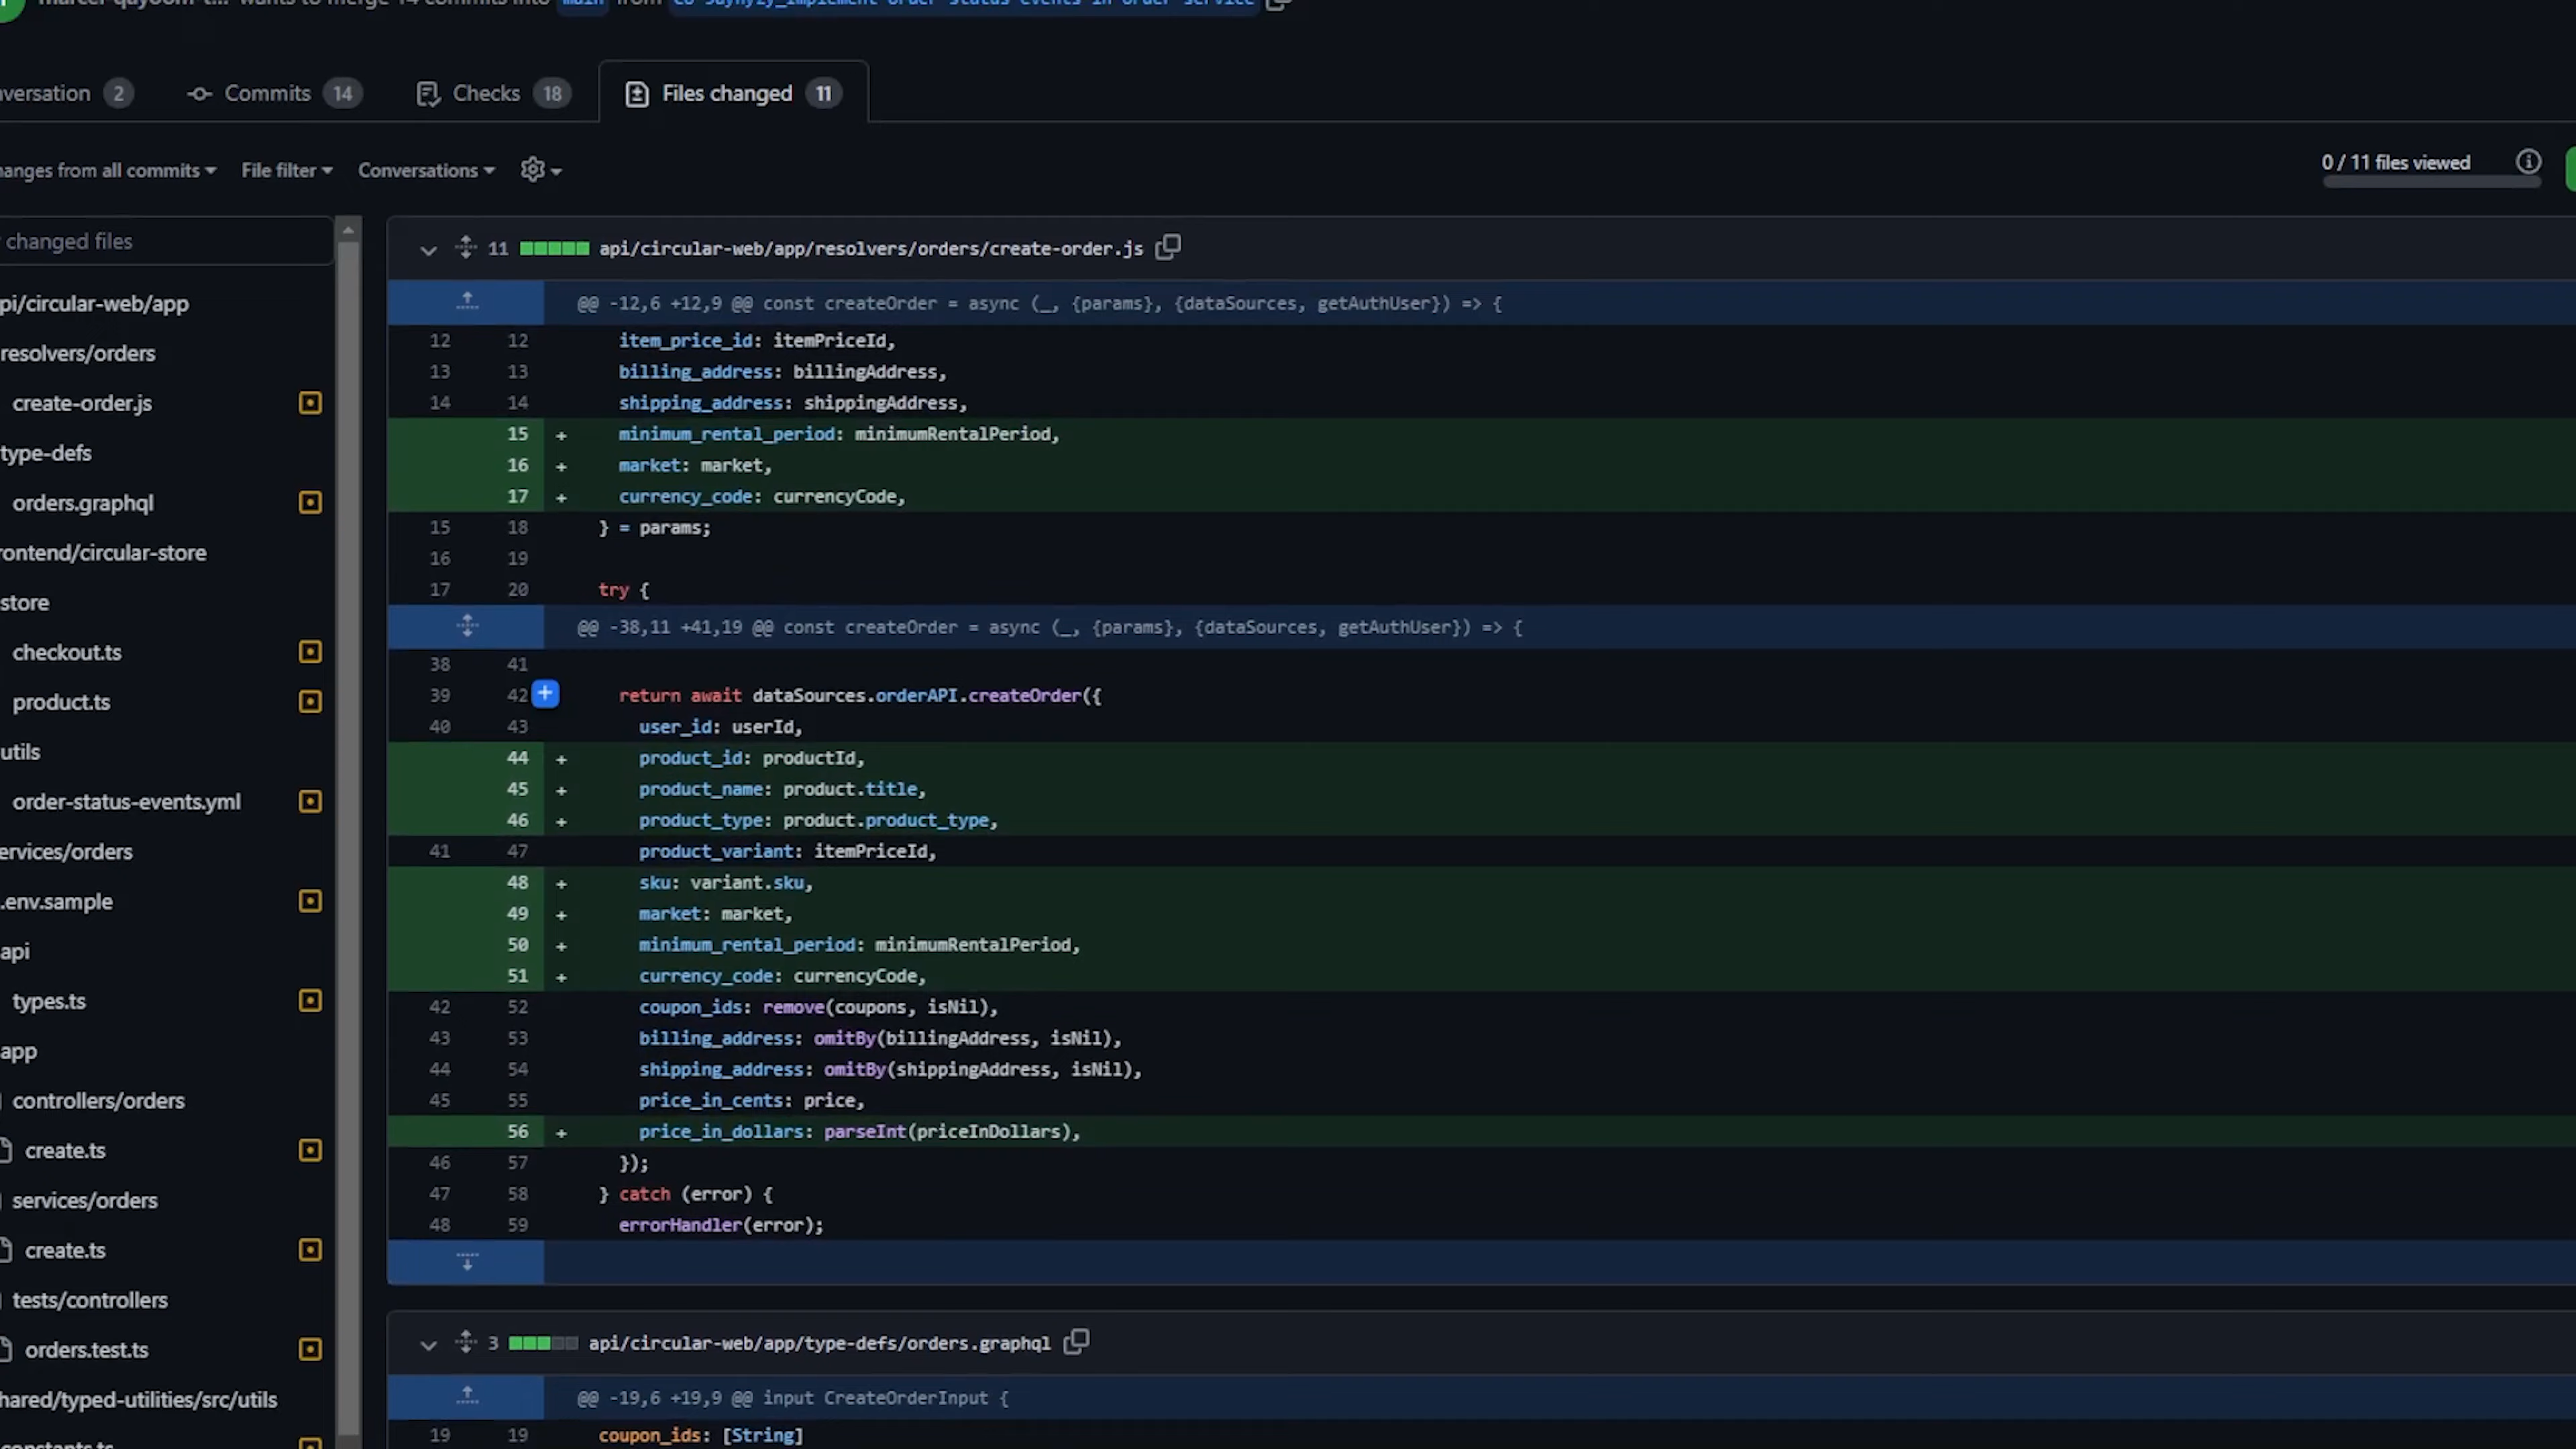 wants to merge 14 commits into main from
nversation 2 Commits 14 Checks 18 Files changed 11
anges from all commits File filter Conversations 0 / 11 files viewed
changed files
pi/circular-web/app
resolvers/orders
create-order.js
type-defs
orders.graphql
rontend/circular-store
store
checkout.ts
product.ts
utils
order-status-events.yml
ervices/orders
.env.sample
api
types.ts
app
controllers/orders
create.ts
services/orders
create.ts
tests/controllers
orders.test.ts
hared/typed-utilities/src/utils
constants.ts
11 api/circular-web/app/resolvers/orders/create-order.js
@@ -12,6 +12,9 @@ const createOrder = async (_, {params}, {dataSources, getAuthUser}) => {
12 12 item_price_id: itemPriceId,
13 13 billing_address: billingAddress,
14 14 shipping_address: shippingAddress,
15 + minimum_rental_period: minimumRentalPeriod,
16 + market: market,
17 + currency_code: currencyCode,
15 18 } = params;
16 19
17 20 try {
@@ -38,11 +41,19 @@ const createOrder = async (_, {params}, {dataSources, getAuthUser}) => {
38 41
39 42 + return await dataSources.orderAPI.createOrder({
40 43 user_id: userId,
44 + product_id: productId,
45 + product_name: product.title,
46 + product_type: product.product_type,
41 47 product_variant: itemPriceId,
48 + sku: variant.sku,
49 + market: market,
50 + minimum_rental_period: minimumRentalPeriod,
51 + currency_code: currencyCode,
42 52 coupon_ids: remove(coupons, isNil),
43 53 billing_address: omitBy(billingAddress, isNil),
44 54 shipping_address: omitBy(shippingAddress, isNil),
45 55 price_in_cents: price,
56 + price_in_dollars: parseInt(priceInDollars),
46 57 });
47 58 } catch (error) {
48 59 errorHandler(error);
3 api/circular-web/app/type-defs/orders.graphql
@@ -19,6 +19,9 @@ input CreateOrderInput {
19 19 coupon_ids: [String]